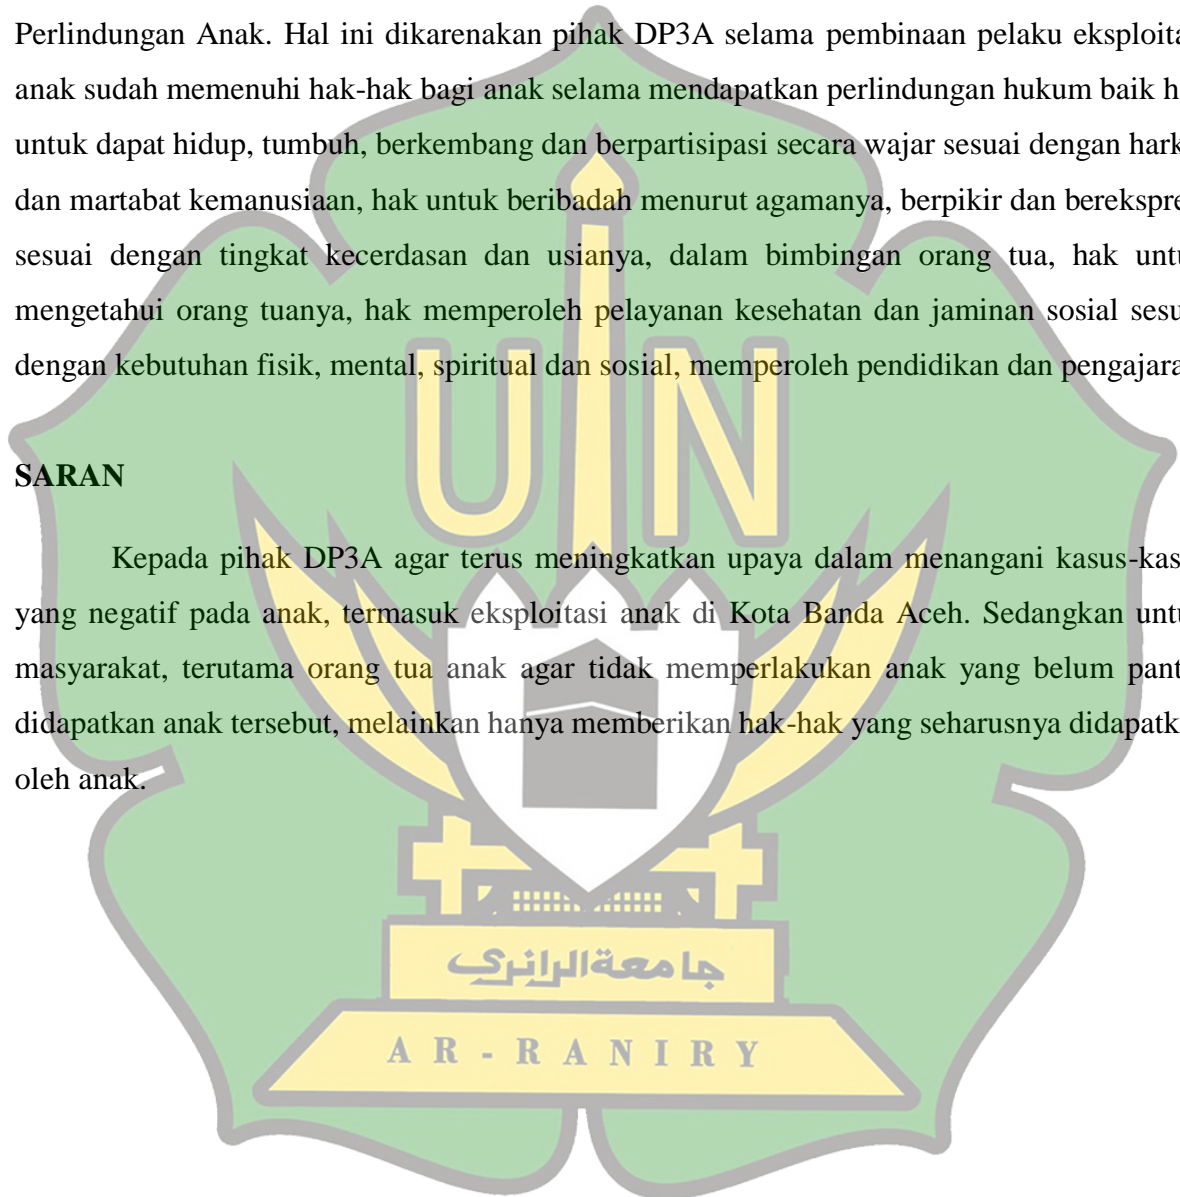 Perlindungan Anak. Hal ini dikarenakan pihak DP3A selama pembinaan pelaku eksploita
anak sudah memenuhi hak-hak bagi anak selama mendapatkan perlindungan hukum baik h
untuk dapat hidup, tumbuh, berkembang dan berpartisipasi secara wajar sesuai dengan hark
dan martabat kemanusiaan, hak untuk beribadah menurut agamanya, berpikir dan berekspre
sesuai dengan tingkat kecerdasan dan usianya, dalam bimbingan orang tua, hak untu
mengetahui orang tuanya, hak memperoleh pelayanan kesehatan dan jaminan sosial sesu
dengan kebutuhan fisik, mental, spiritual dan sosial, memperoleh pendidikan dan pengajara
UIN
SARAN
Kepada pihak DP3A agar terus meningkatkan upaya dalam menangani kasus-kas
yang negatif pada anak, termasuk eksploitasi anak di Kota Banda Aceh. Sedangkan untu
masyarakat, terutama orang tua anak agar tidak memperlakukan anak yang belum pant
didapatkan anak tersebut, melainkan hanya memberikan hak-hak yang seharusnya didapatk
oleh anak.
جامعةالرانري
AR-RANIRY